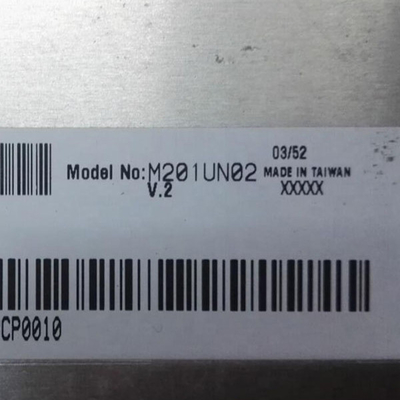 03/52
Model No:M201UN02 MADE IN TAIWAN
V.2 XXXXX
CP0010